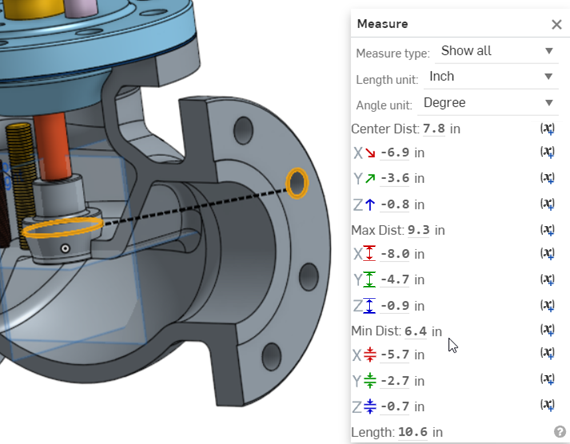 Measure
Measure type: Show all
Length unit: Inch
Angle unit: Degree
Center Dist: 7.8 in
X -6.9 in
Y -3.6 in
Z -0.8 in
Max Dist: 9.3 in
X -8.0 in
Y -4.7 in
Z -0.9 in
Min Dist: 6.4 in
X -5.7 in
Y -2.7 in
Z -0.7 in
Length: 10.6 in